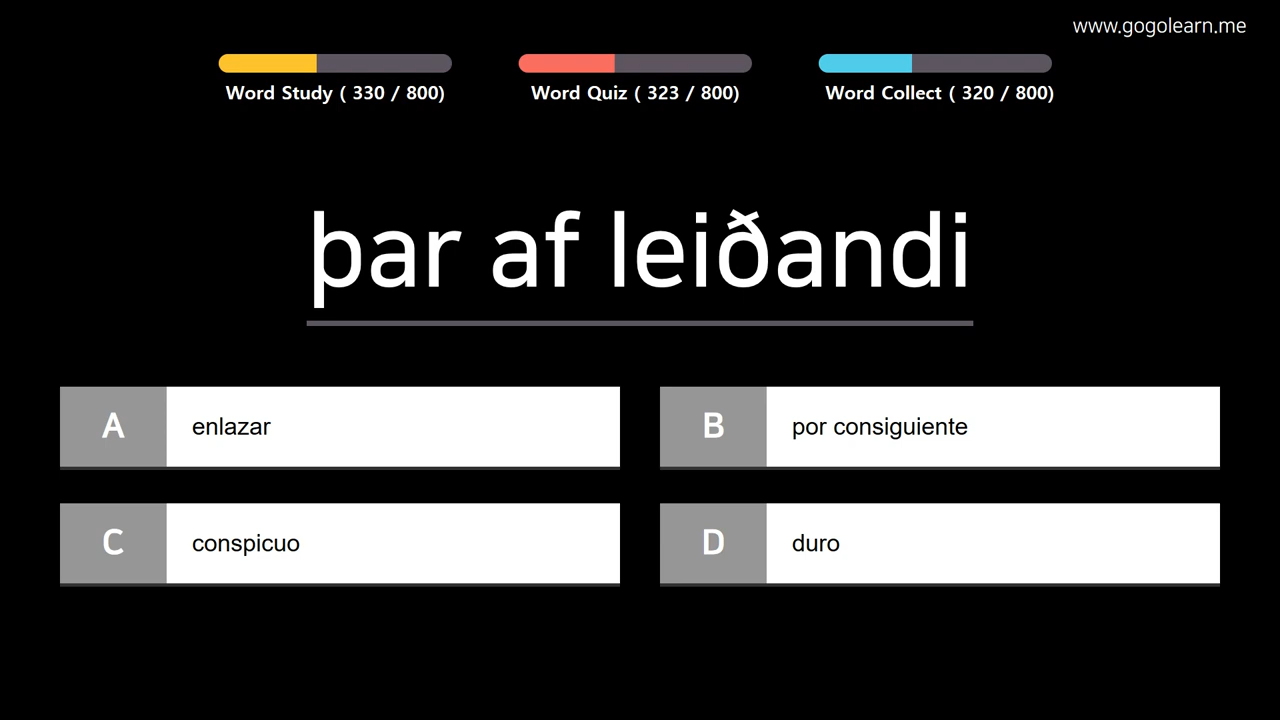 www.gogolearn.me
Word Study ( 330 / 800)
Word Quiz ( 323 / 800)
Word Collect ( 320 / 800)
þar af leiðandi
A enlazar
B por consiguiente
C conspicuo
D duro